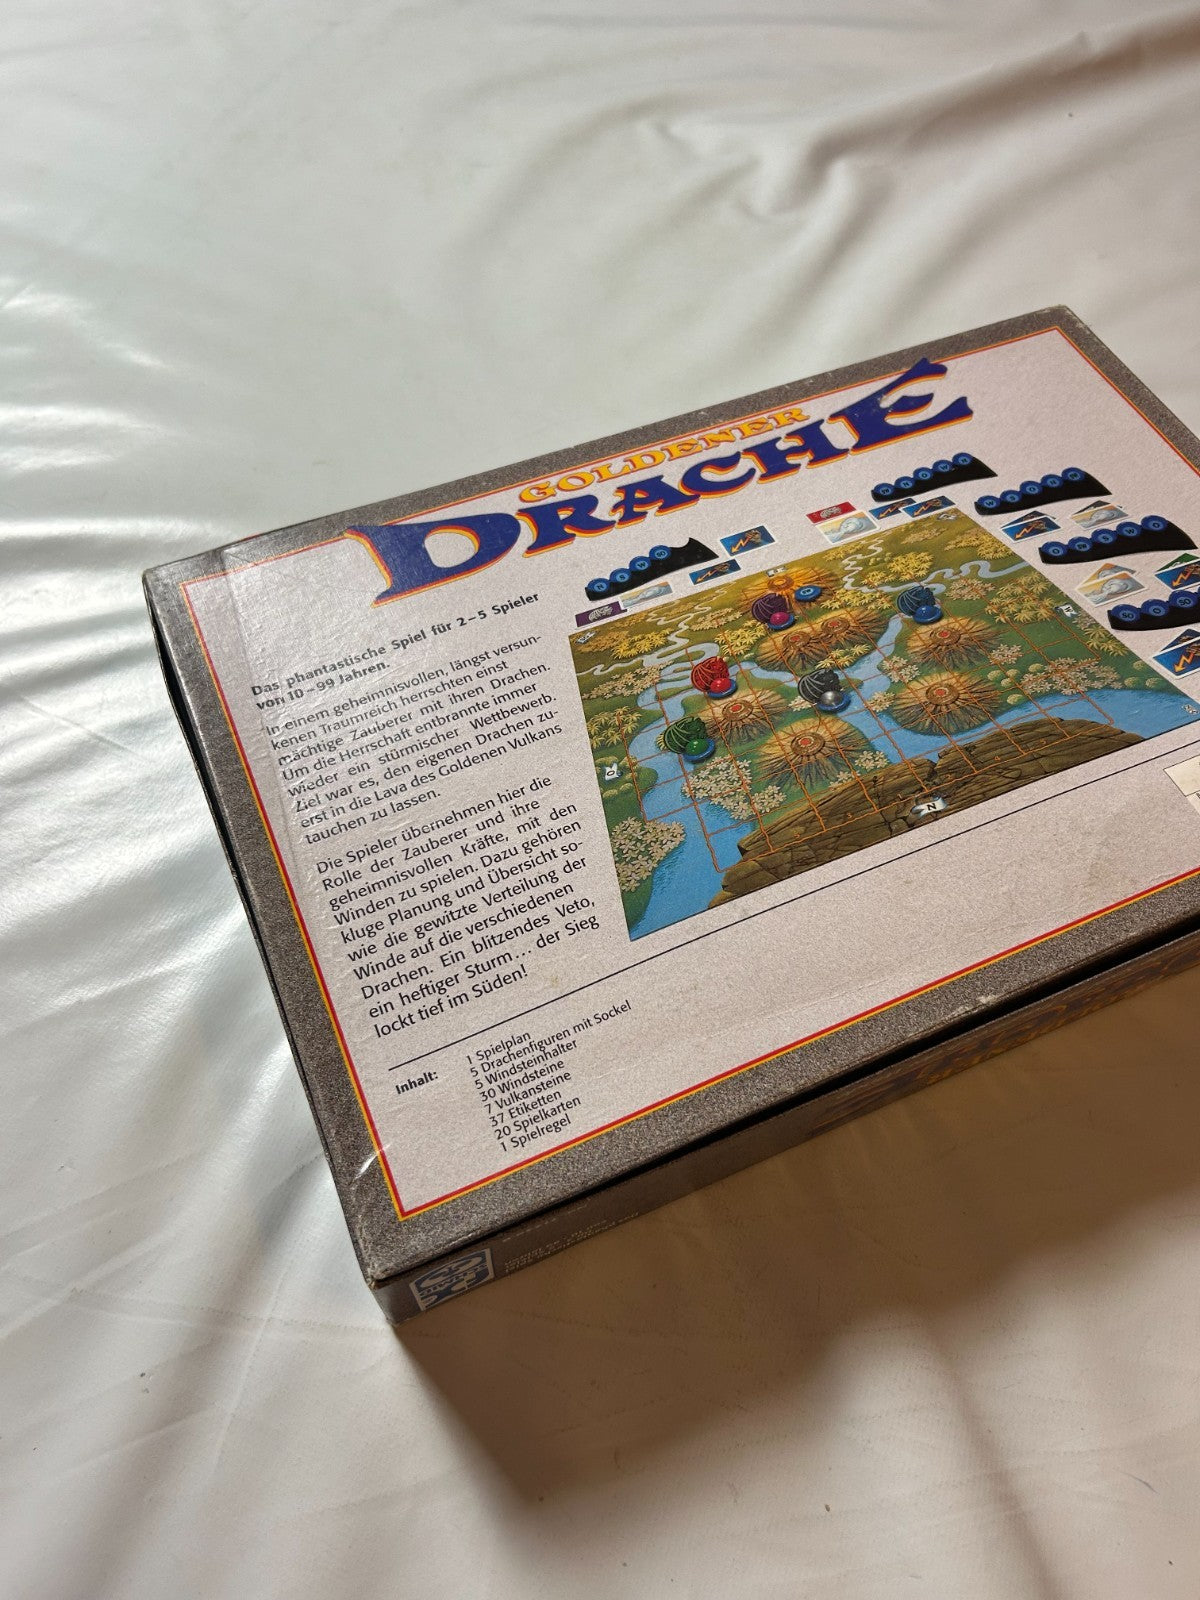 GOLDENER
DRACHE
Das phantastische Spiel für 2–5 Spieler
von 10–99 Jahren.
In einem geheimnisvollen, längst versun-
kenen Traumreich herrschten einst
mächtige Zauberer mit ihren Drachen.
Um die Herrschaft entbrannte immer
wieder ein stürmischer Wettbewerb.
Ziel war es, den eigenen Drachen zu-
erst in die Lava des Goldenen Vulkans
tauchen zu lassen.
Die Spieler übernehmen hier die
Rolle der Zauberer und ihre
geheimnisvollen Kräfte, mit den
Winden zu spielen. Dazu gehören
kluge Planung und Übersicht so-
wie die gewitzte Verteilung der
Winde auf die verschiedenen
Drachen. Ein blitzendes Veto,
ein heftiger Sturm... der Sieg
lockt tief im Süden!
Inhalt:
1 Spielplan
5 Drachenfiguren mit Sockel
5 Windsteinhalter
30 Windsteine
7 Vulkansteine
37 Etiketten
20 Spielkarten
1 Spielregel
O
N